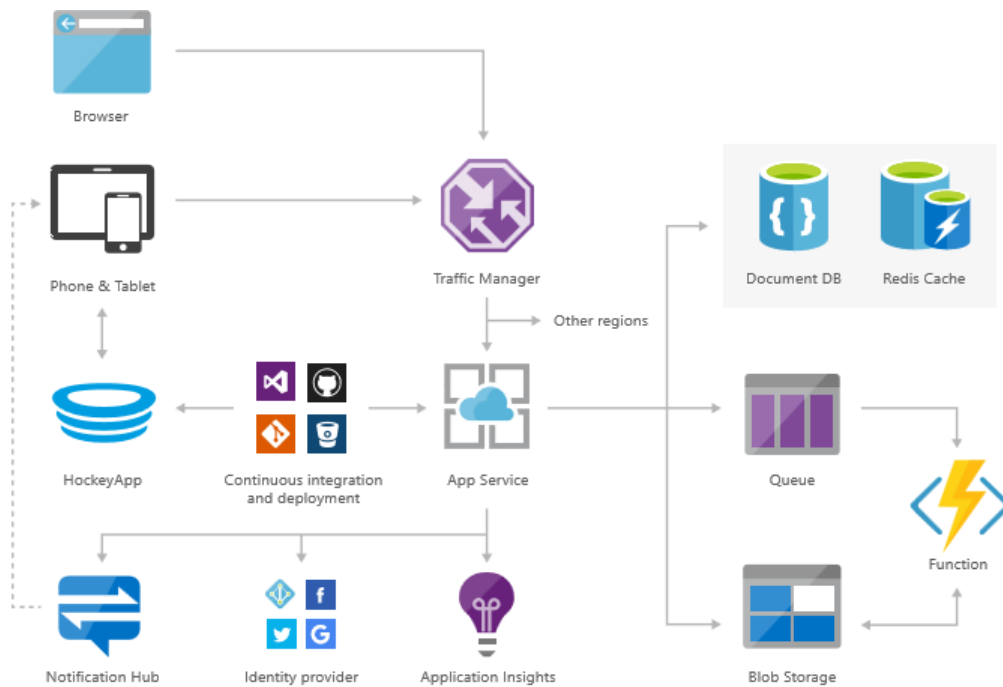 Browser
Phone & Tablet
Traffic Manager
Document DB
Redis Cache
Other regions
HockeyApp
Continuous integration
and deployment
App Service
Queue
Function
Notification Hub
Identity provider
Application Insights
Blob Storage